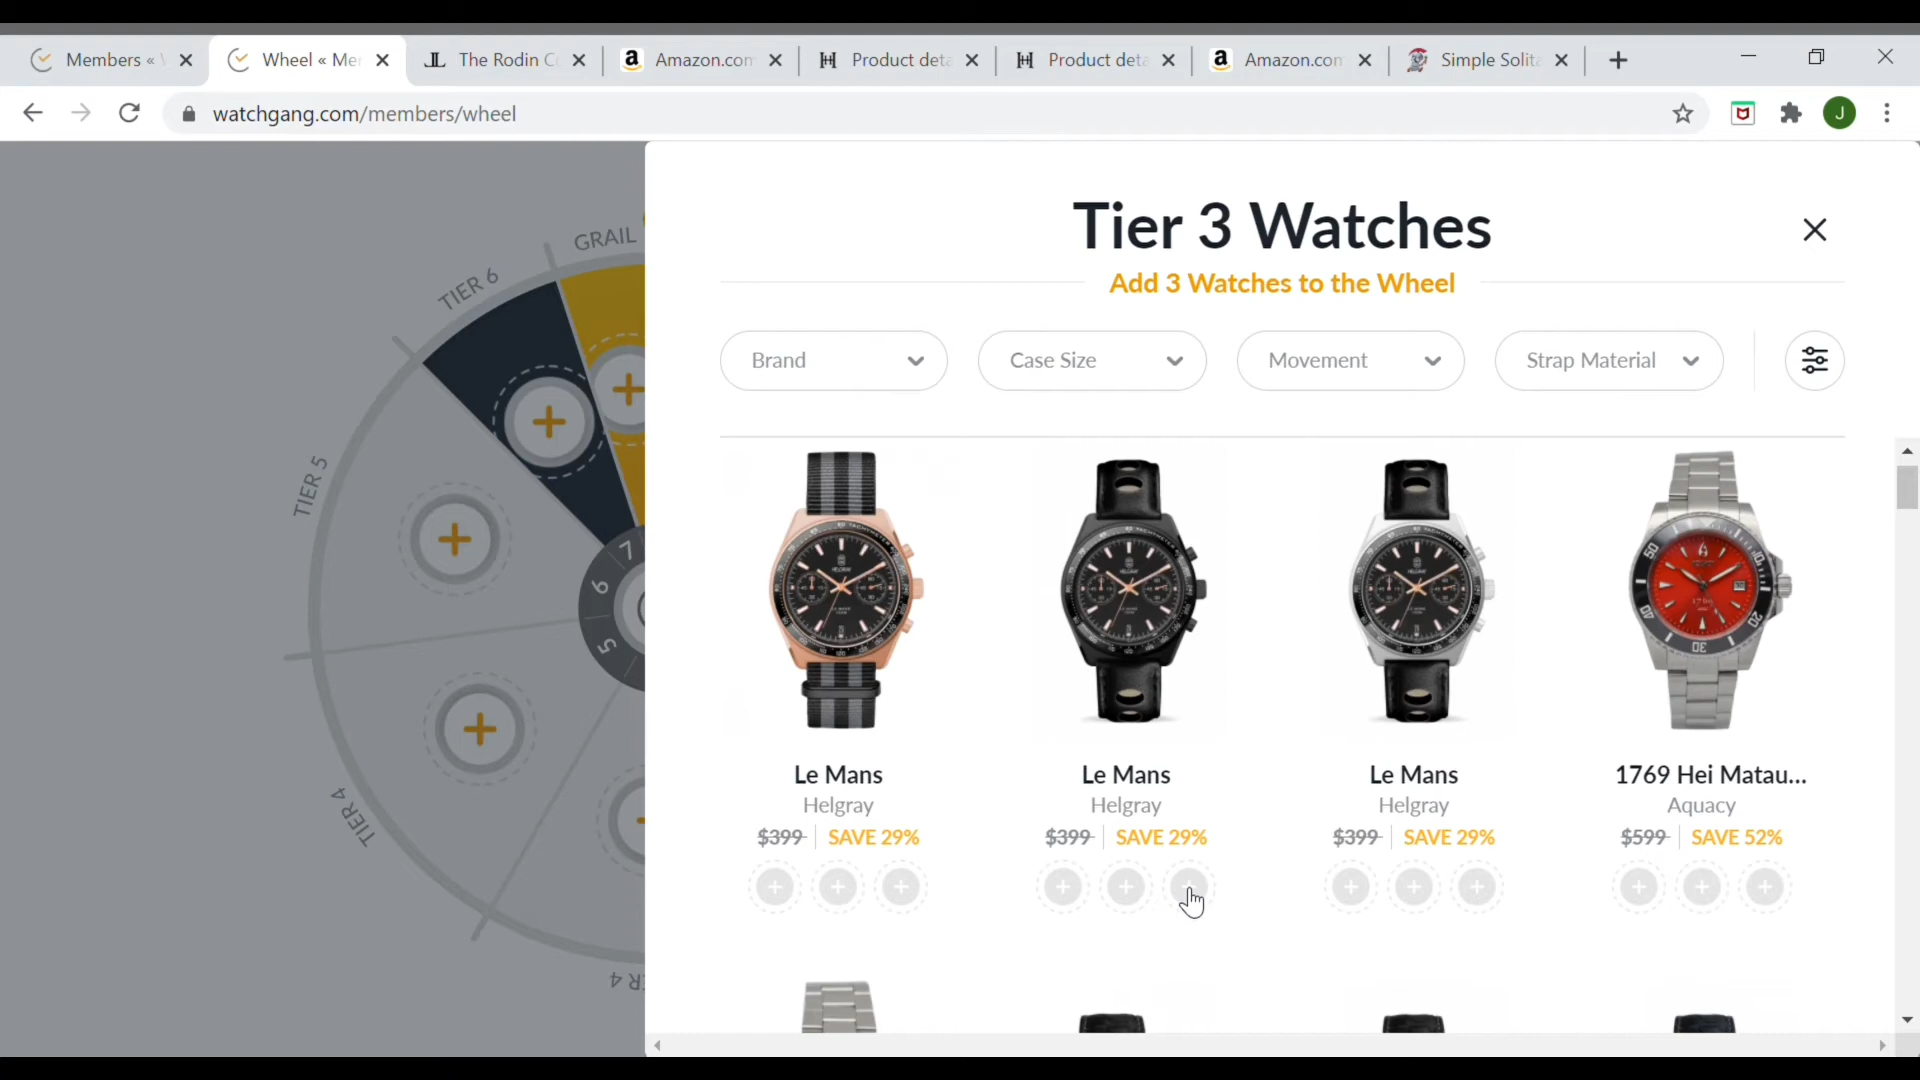 Members «
Wheel « Me
The Rodin C
Amazon.com
Product deta
Product deta
Amazon.com
Simple Solita
watchgang.com/members/wheel
J
Tier 3 Watches
Add 3 Watches to the Wheel
Brand
Case Size
Movement
Strap Material
GRAIL
TIER 6
TIER 5
TIER 4
7
6
5
Le Mans
Helgray
$399 SAVE 29%
Le Mans
Helgray
$399 SAVE 29%
Le Mans
Helgray
$399 SAVE 29%
1769 Hei Matau...
Aquacy
$599 SAVE 52%